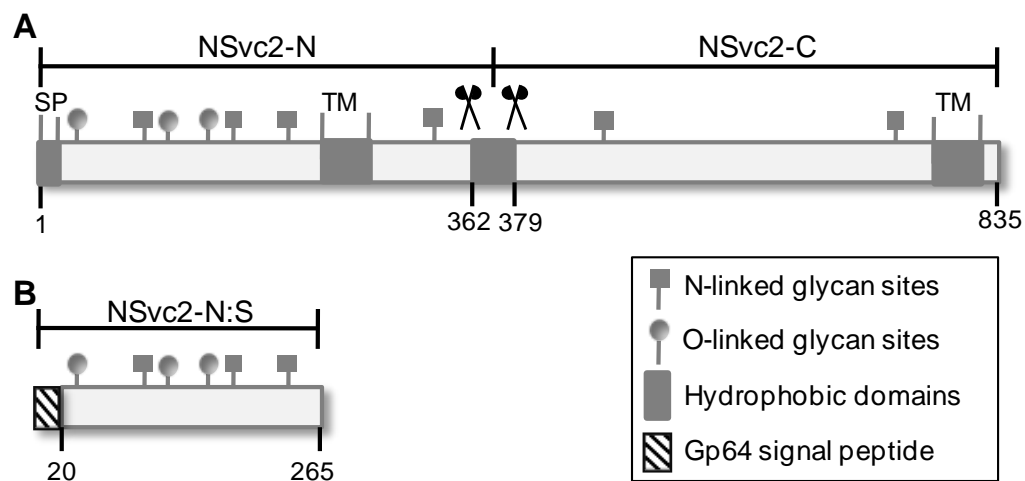 A
NSvc2-N NSvc2-C
SP TM TM
1 362 379 835
B
NSvc2-N:S
20 265
N-linked glycan sites
O-linked glycan sites
Hydrophobic domains
Gp64 signal peptide